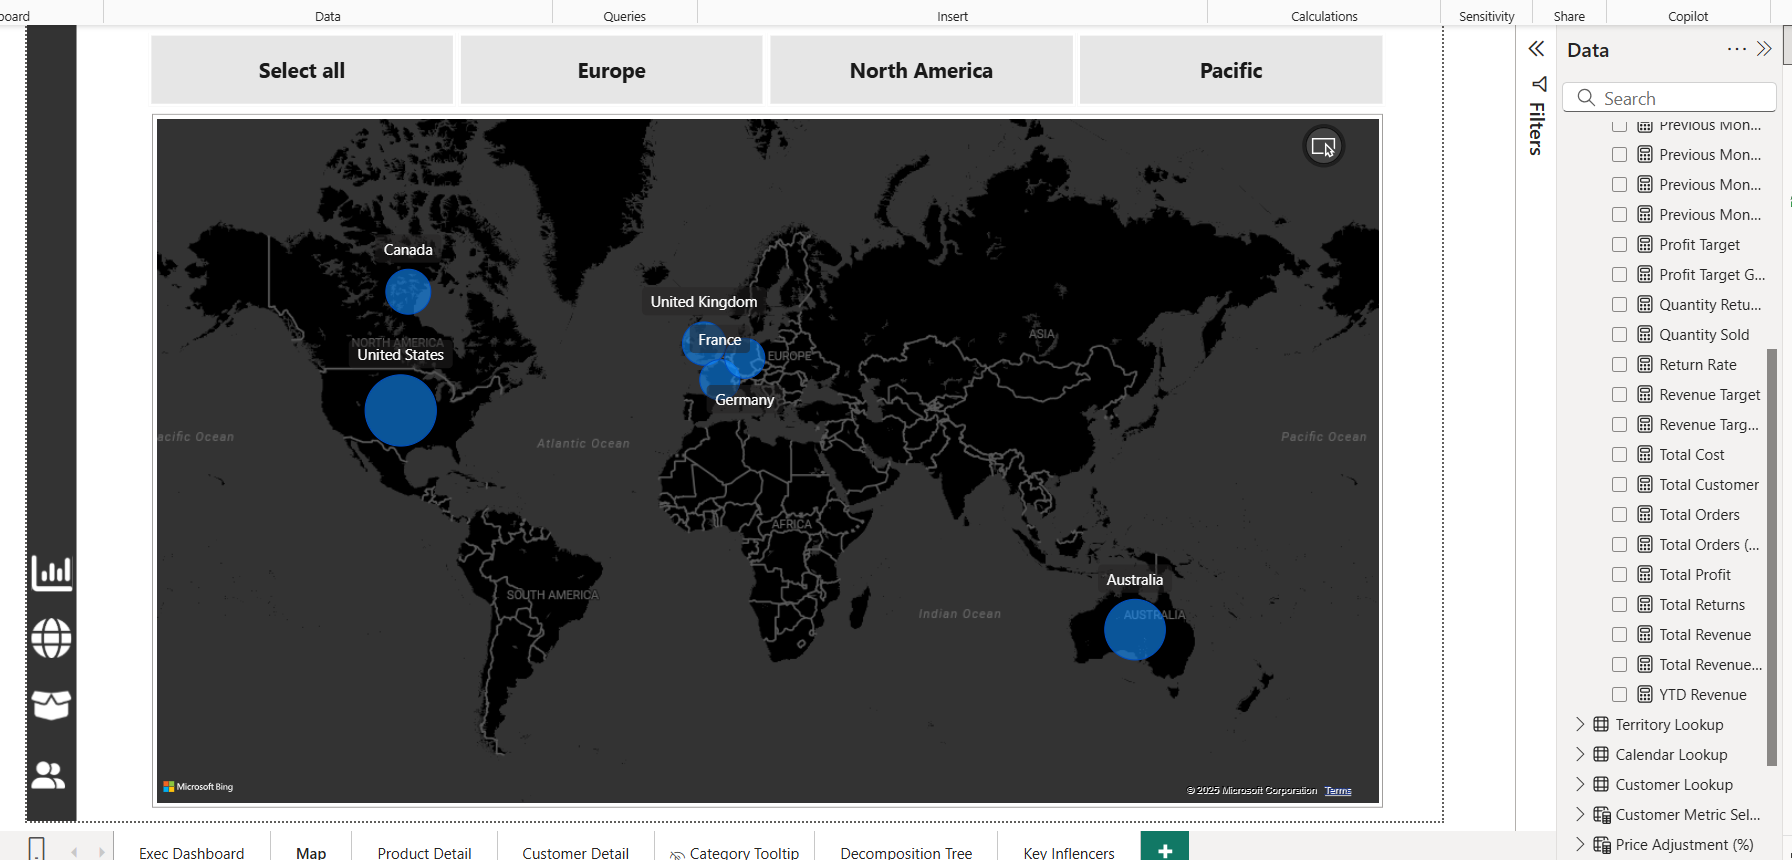 board
Data
Queries
Insert
Calculations
Sensitivity
Share
Copilot
Select all
Europe
North America
Pacific
Canada
NORTH AMERICA
United States
United Kingdom
France
EUROPE
Germany
ASIA
acific Ocean
Atlantic Ocean
Pacific Ocean
AFRICA
SOUTH AMERICA
Indian Ocean
Australia
AUSTRALIA
Microsoft Bing
© 2025 Microsoft Corporation Terms
Filters
Data
Search
Previous Mon...
Previous Mon...
Previous Mon...
Previous Mon...
Profit Target
Profit Target G...
Quantity Retu...
Quantity Sold
Return Rate
Revenue Target
Revenue Targ...
Total Cost
Total Customer
Total Orders
Total Orders (...
Total Profit
Total Returns
Total Revenue
Total Revenue...
YTD Revenue
Territory Lookup
Calendar Lookup
Customer Lookup
Customer Metric Sel...
Price Adjustment (%)
Exec Dashboard
Map
Product Detail
Customer Detail
Category Tooltip
Decomposition Tree
Key Inflencers